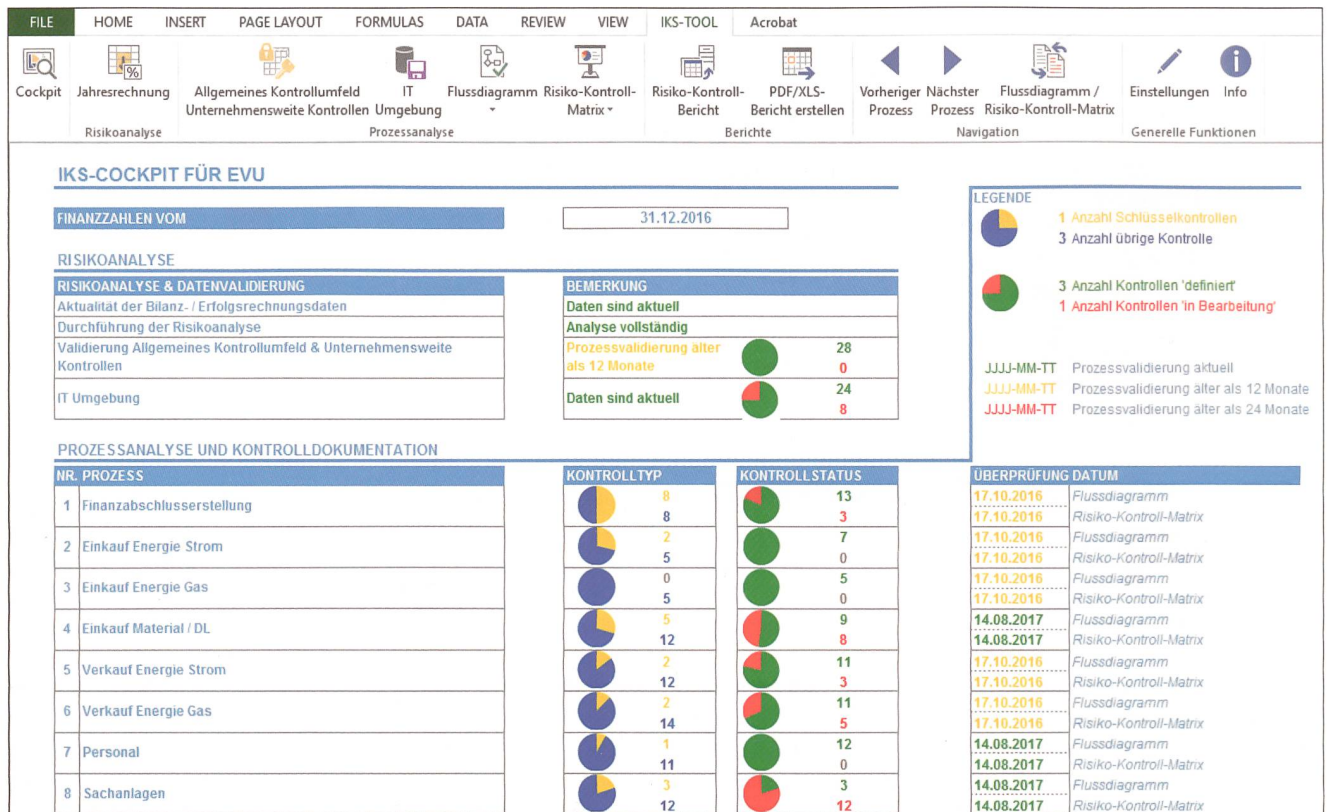 FILE HOME INSERT PAGE LAYOUT FORMULAS DATA REVIEW VIEW IKS-TOOL Acrobat
Cockpit Jahresrechnung Allgemeines Kontrollumfeld IT Flussdiagramm Risiko-Kontroll- Risiko-Kontroll- PDF/XLS- Vorheriger Nächster Flussdiagramm / Einstellungen Info
Unternehmensweite Kontrollen Umgebung Matrix Bericht Bericht erstellen Prozess Prozess Risiko-Kontroll-Matrix
Risikoanalyse Prozessanalyse Berichte Navigation Generelle Funktionen
IKS-COCKPIT FÜR EVU
FINANZZAHLEN VOM 31.12.2016
LEGENDE
1 Anzahl Schlüsselkontrollen
3 Anzahl übrige Kontrolle
3 Anzahl Kontrollen 'definiert'
1 Anzahl Kontrollen 'in Bearbeitung'
JJJJ-MM-TT Prozessvalidierung aktuell
JJJJ-MM-TT Prozessvalidierung älter als 12 Monate
JJJJ-MM-TT Prozessvalidierung älter als 24 Monate
RISIKOANALYSE
RISIKOANALYSE & DATENVALIDIERUNG BEMERKUNG
Aktualität der Bilanz- / Erfolgsrechnungsdaten Daten sind aktuell
Durchführung der Risikoanalyse Analyse vollständig
Validierung Allgemeines Kontrollumfeld & Unternehmensweite Prozessvalidierung älter 28
Kontrollen als 12 Monate 0
IT Umgebung Daten sind aktuell 24
8
PROZESSANALYSE UND KONTROLLDOKUMENTATION
NR. PROZESS KONTROLLTYP KONTROLLSTATUS ÜBERPRÜFUNG DATUM
1 Finanzabschlusserstellung 8 13 17.10.2016 Flussdiagramm
8 3 17.10.2016 Risiko-Kontroll-Matrix
2 Einkauf Energie Strom 2 7 17.10.2016 Flussdiagramm
5 0 17.10.2016 Risiko-Kontroll-Matrix
3 Einkauf Energie Gas 0 5 17.10.2016 Flussdiagramm
5 0 17.10.2016 Risiko-Kontroll-Matrix
4 Einkauf Material / DL 5 9 14.08.2017 Flussdiagramm
12 8 14.08.2017 Risiko-Kontroll-Matrix
5 Verkauf Energie Strom 2 11 17.10.2016 Flussdiagramm
12 3 17.10.2016 Risiko-Kontroll-Matrix
6 Verkauf Energie Gas 2 11 17.10.2016 Flussdiagramm
14 5 17.10.2016 Risiko-Kontroll-Matrix
7 Personal 1 12 14.08.2017 Flussdiagramm
11 0 14.08.2017 Risiko-Kontroll-Matrix
8 Sachanlagen 3 3 14.08.2017 Flussdiagramm
12 12 14.08.2017 Risiko-Kontroll-Matrix